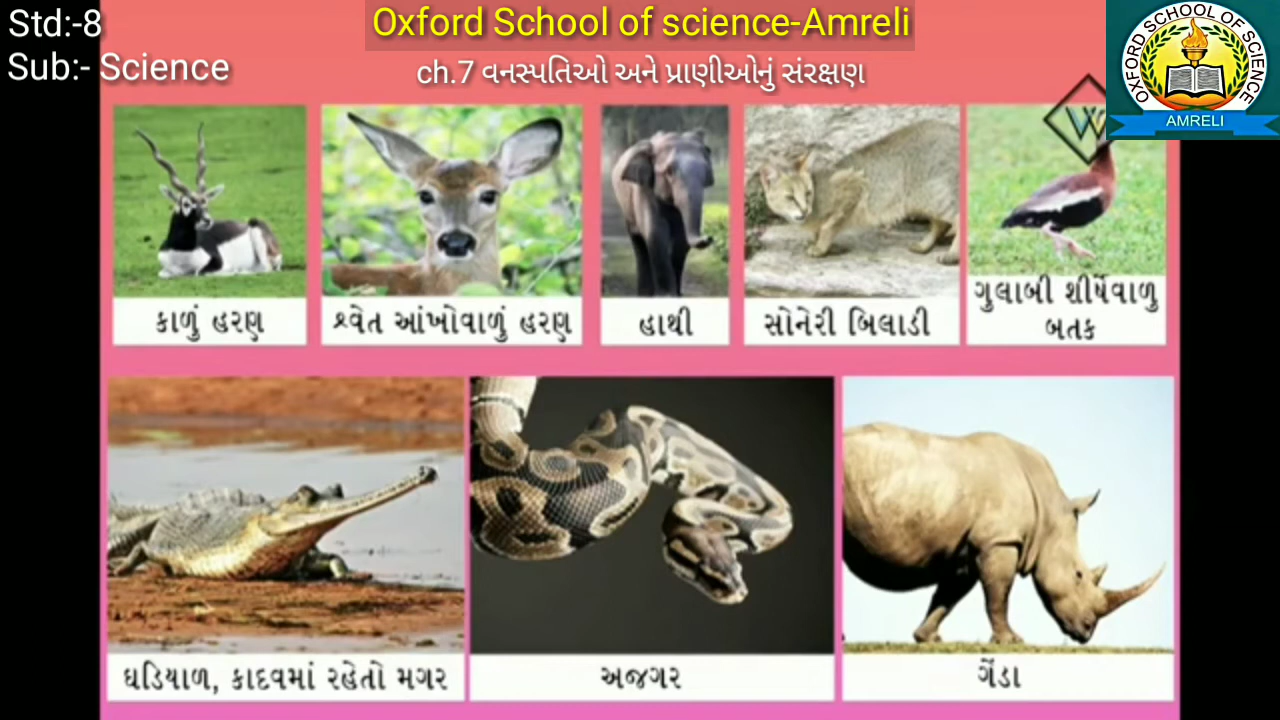 Std:-8
Oxford School of science-Amreli
Sub:- Science
ch.7 વનસ્પતિઓ અને પ્રાણીઓનું સંરક્ષણ
OXFORD SCHOOL OF SCIENCE
AMRELI
W
કાળું હરણ
શ્વેત આંખોવાળું હરણ
હાથી
સોનેરી બિલાડી
ગુલાબી શીર્ષવાળુ
બતક
ઘડિયાળ, કાદવમાં રહેતો મગર
અજગર
ગેંડા